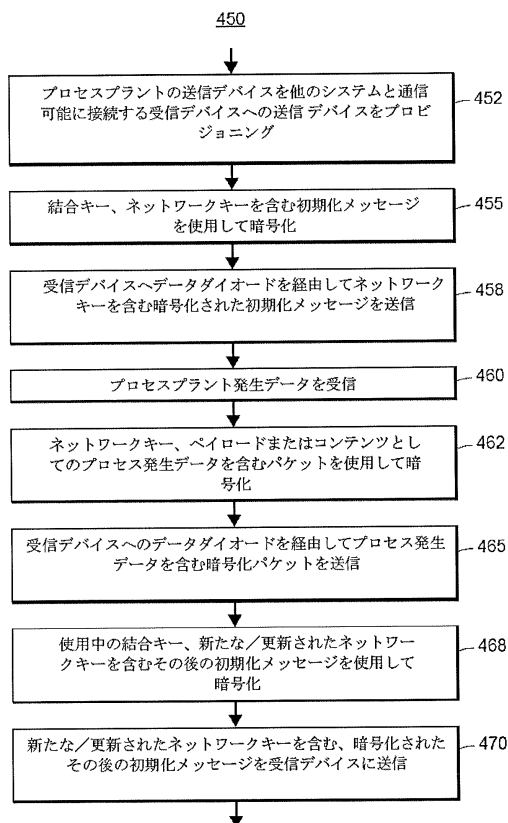 450
プロセスプラントの送信デバイスを他のシステムと通信
可能に接続する受信デバイスへの送信 デバイスをプロビ
ジョニング
452
結合キー、ネットワークキーを含む初期化メッセージ
を使用して暗号化
455
受信デバイスへデータダイオードを経由してネットワーク
キーを含む暗号化された初期化メッセージを送信
458
プロセスプラント発生データを受信
460
ネットワークキー、ペイロードまたはコンテンツとし
てのプロセス発生データを含むパケットを使用して暗
号化
462
受信デバイスへのデータダイオードを経由してプロセス発生
データを含む暗号化パケットを送信
465
使用中の結合キー、新たな/更新されたネットワー
クキーを含むその後の初期化メッセージを使用して
暗号化
468
新たな/更新されたネットワークキーを含む、暗号化された
その後の初期化メッセージを受信デバイスに送信
470